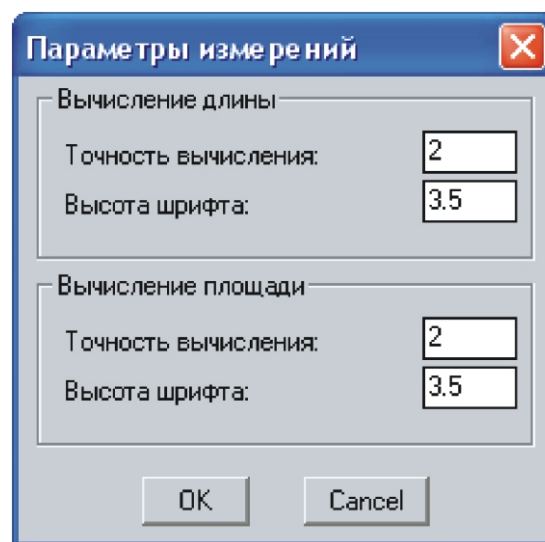 Параметры измерений
Вычисление длины
Точность вычисления: 2
Высота шрифта: 3.5
Вычисление площади
Точность вычисления: 2
Высота шрифта: 3.5
OK Cancel